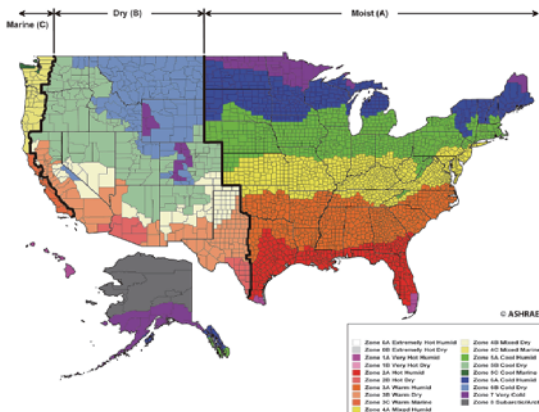 Marine (C)
Dry (B)
Moist (A)
© ASHRAE
Zone 0A Extremely Hot Humid
Zone 0B Extremely Hot Dry
Zone 1A Very Hot Humid
Zone 1B Very Hot Dry
Zone 2A Hot Humid
Zone 2B Hot Dry
Zone 3A Warm Humid
Zone 3B Warm Dry
Zone 3C Warm Marine
Zone 4A Mixed Humid
Zone 4B Mixed Dry
Zone 4C Mixed Marine
Zone 5A Cool Humid
Zone 5B Cool Dry
Zone 5C Cool Marine
Zone 6A Cold Humid
Zone 6B Cold Dry
Zone 7 Very Cold
Zone 8 Subarctic/Arctic